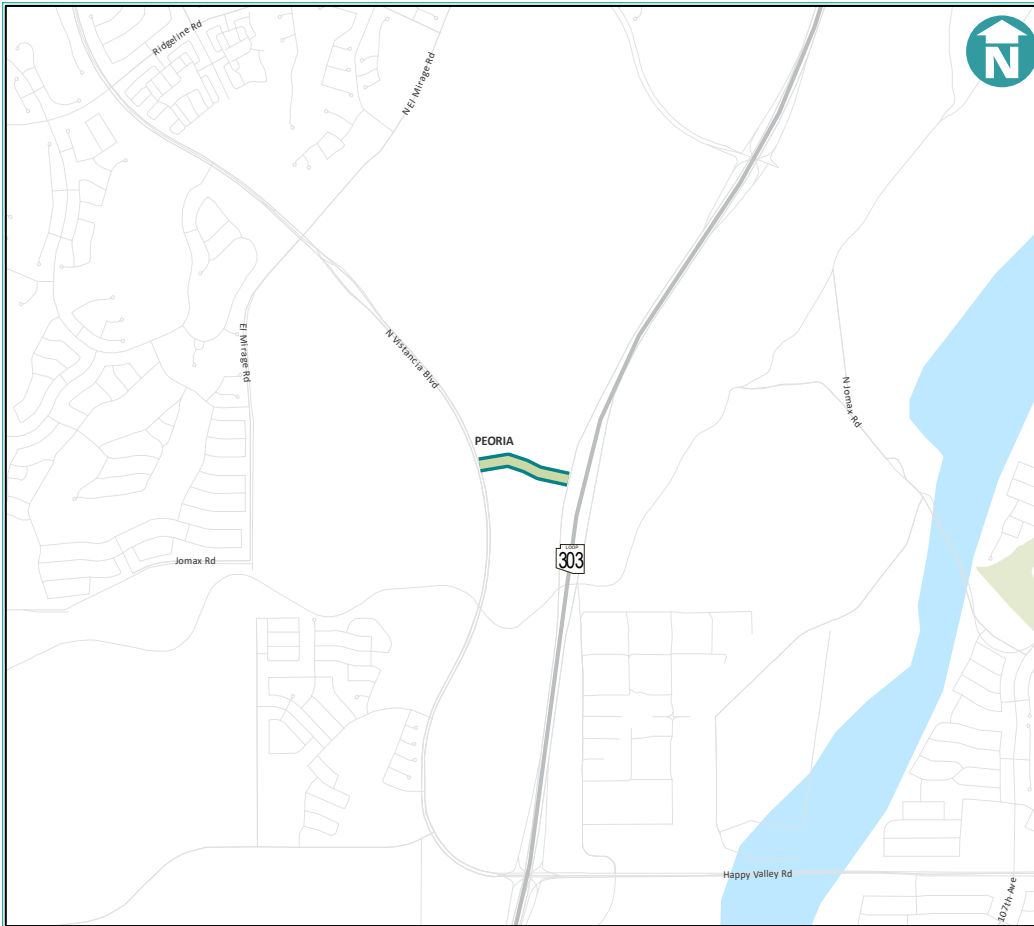 Ridgeline Rd
N El Mirage Rd
N
El Mirage Rd
N Vistancia Blvd
N Jomax Rd
PEORIA
LOOP
303
Jomax Rd
Happy Valley Rd
107th Ave